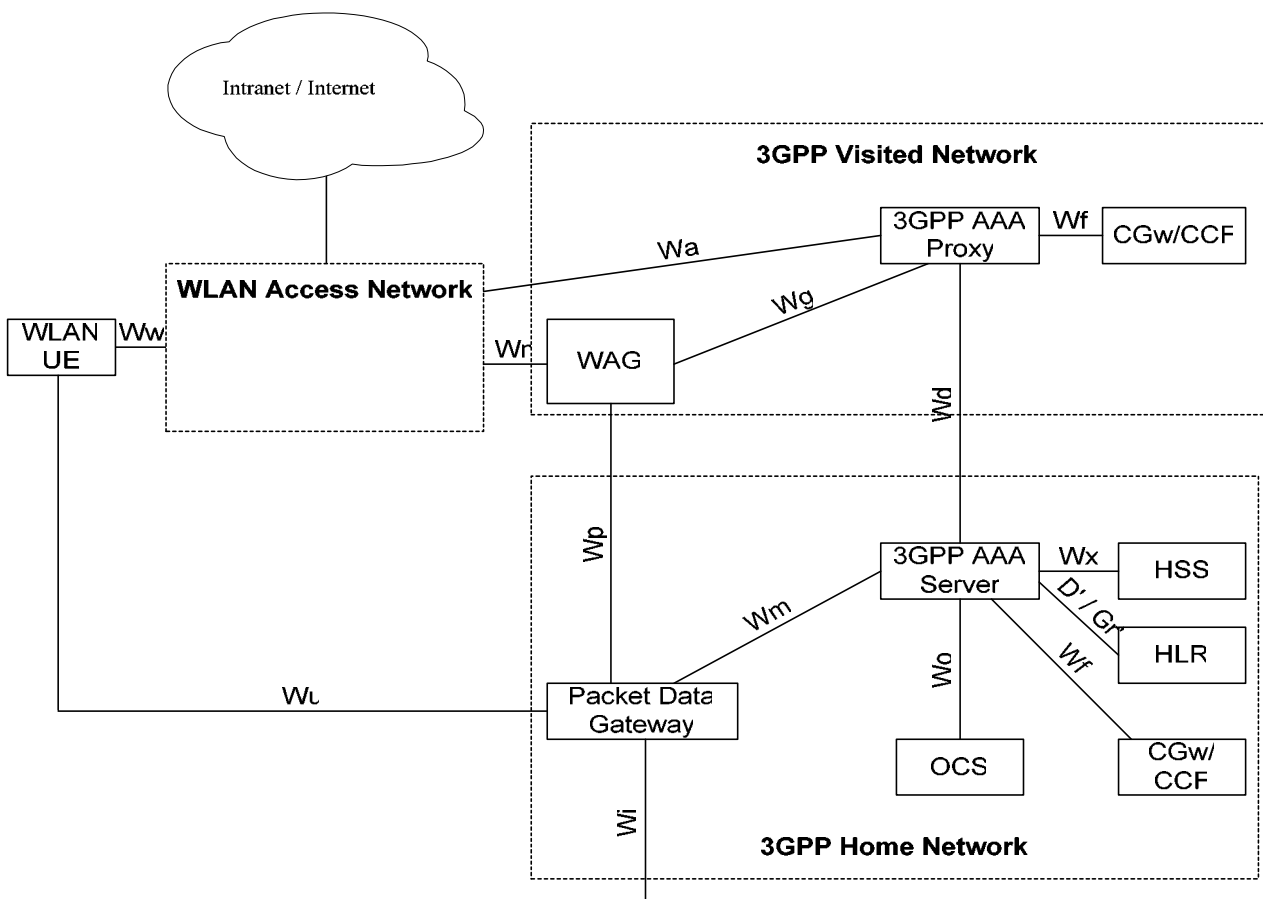 Intranet / Internet
3GPP Visited Network
3GPP AAA
Proxy
Wf
CGw/CCF
Wa
WLAN Access Network
Wg
WLAN
UE
Ww
Wn
WAG
Wd
Wp
3GPP AAA
Server
Wx
HSS
D' / Gr'
HLR
Wm
Wf
Wo
Wu
Packet Data
Gateway
OCS
CGw/
CCF
Wi
3GPP Home Network